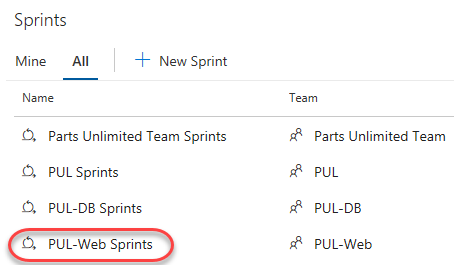 Sprints
Mine All New Sprint
Name Team
Parts Unlimited Team Sprints Parts Unlimited Team
PUL Sprints PUL
PUL-DB Sprints PUL-DB
PUL-Web Sprints PUL-Web